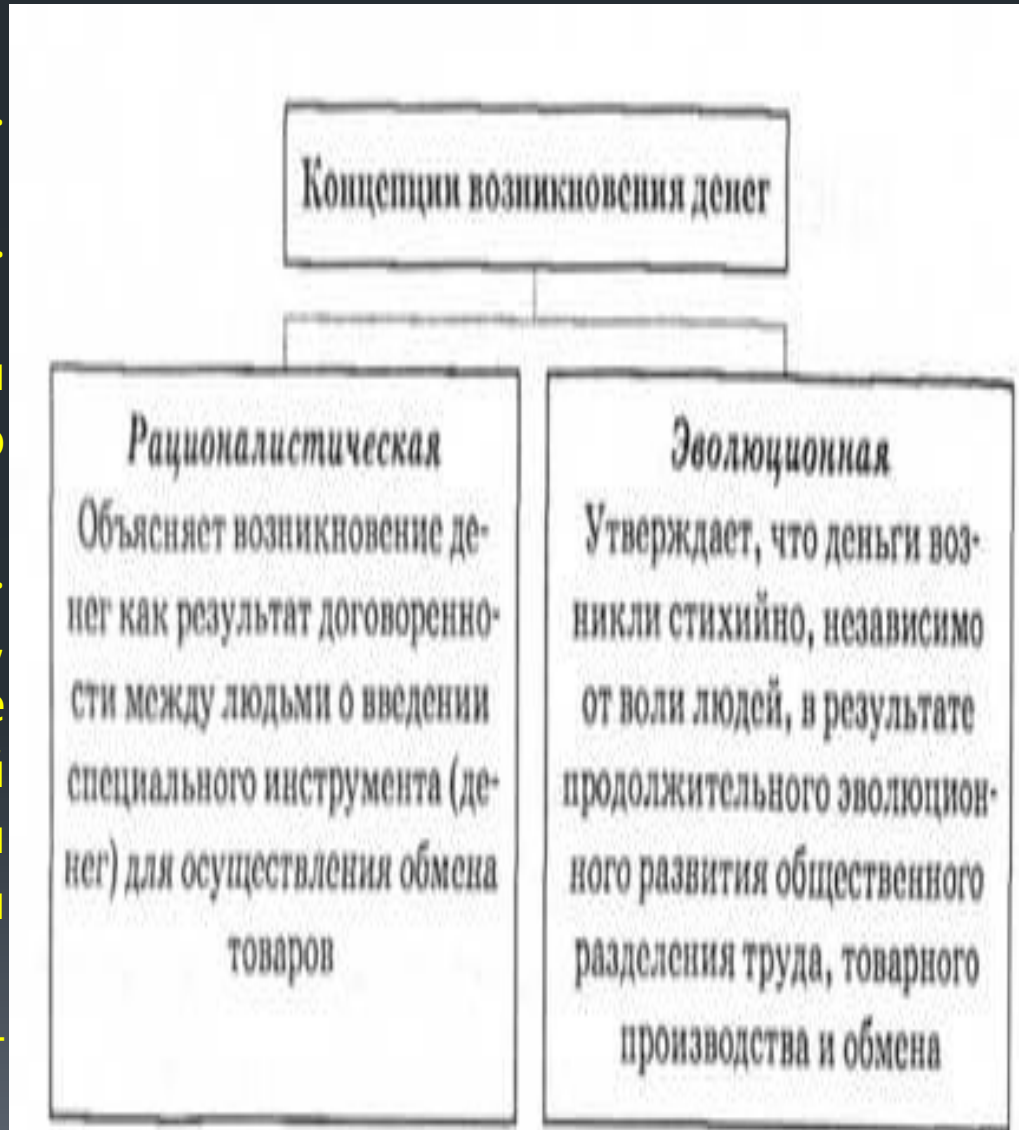 Концепции возникновения денег
Рационалистическая
Объясняет возникновение де-
нег как результат договоренно-
сти между людьми о введении
специального инструмента (де-
нег) для осуществления обмена
товаров
Эволюционная
Утверждает, что деньги воз-
никли стихийно, независимо
от воли людей, в результате
продолжительного эволюцион-
ного развития общественного
разделения труда, товарного
производства и обмена